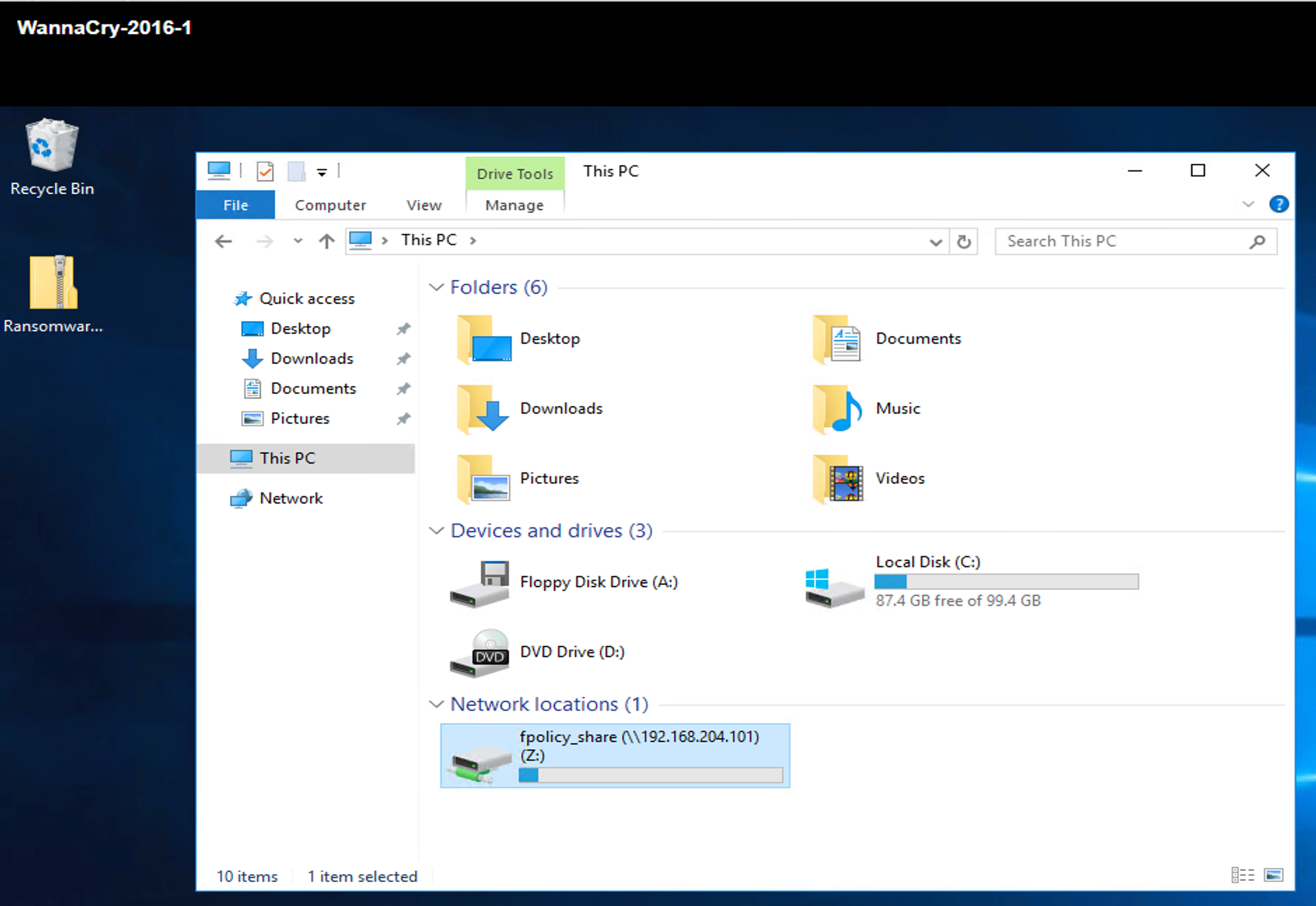 WannaCry-2016-1
Recycle Bin
Ransomwar...
Drive Tools
This PC
File
Computer
View
Manage
This PC
Search This PC
Quick access
Desktop
Downloads
Documents
Pictures
This PC
Network
Folders (6)
Desktop
Documents
Downloads
Music
Pictures
Videos
Devices and drives (3)
Floppy Disk Drive (A:)
Local Disk (C:)
87.4 GB free of 99.4 GB
DVD
DVD Drive (D:)
Network locations (1)
fpolicy_share (\\192.168.204.101)
(Z:)
10 items
1 item selected